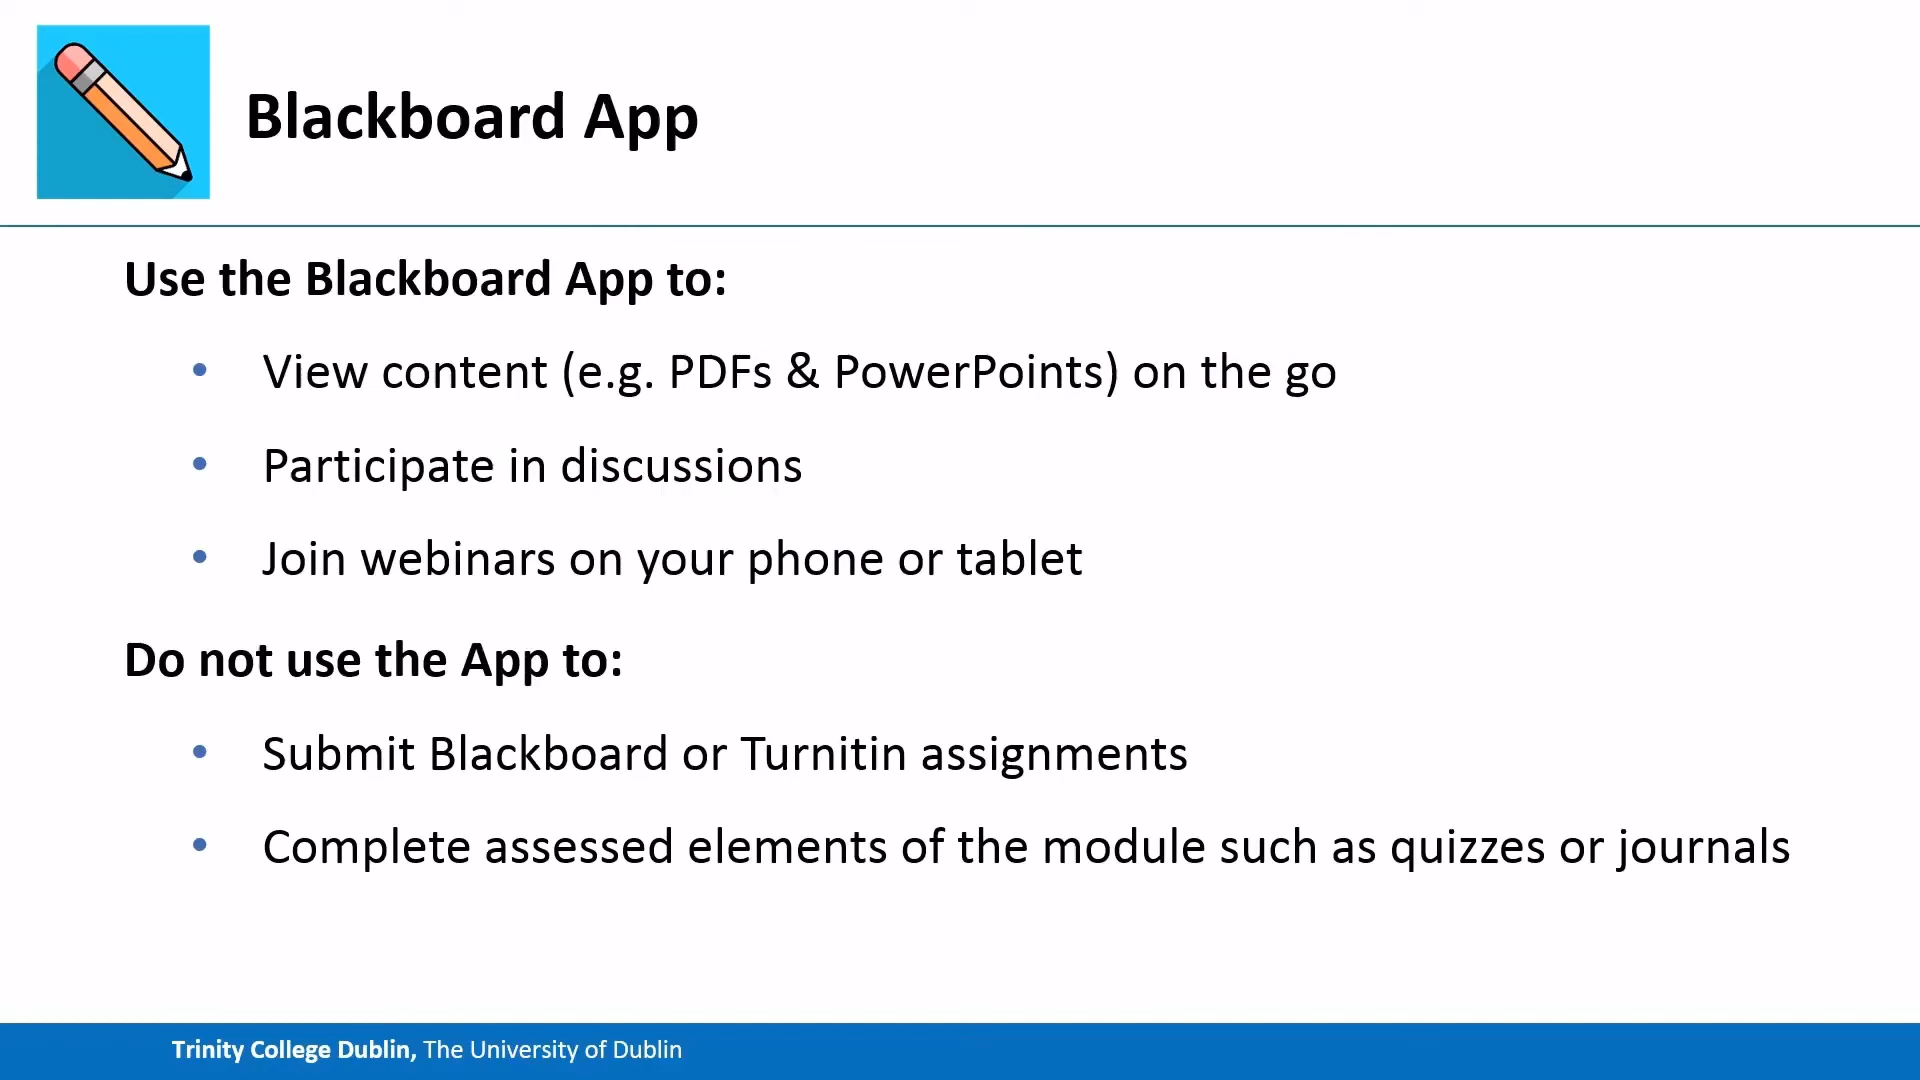 Blackboard App
Use the Blackboard App to:
• View content (e.g. PDFs & PowerPoints) on the go
• Participate in discussions
• Join webinars on your phone or tablet
Do not use the App to:
• Submit Blackboard or Turnitin assignments
• Complete assessed elements of the module such as quizzes or journals
Trinity College Dublin, The University of Dublin